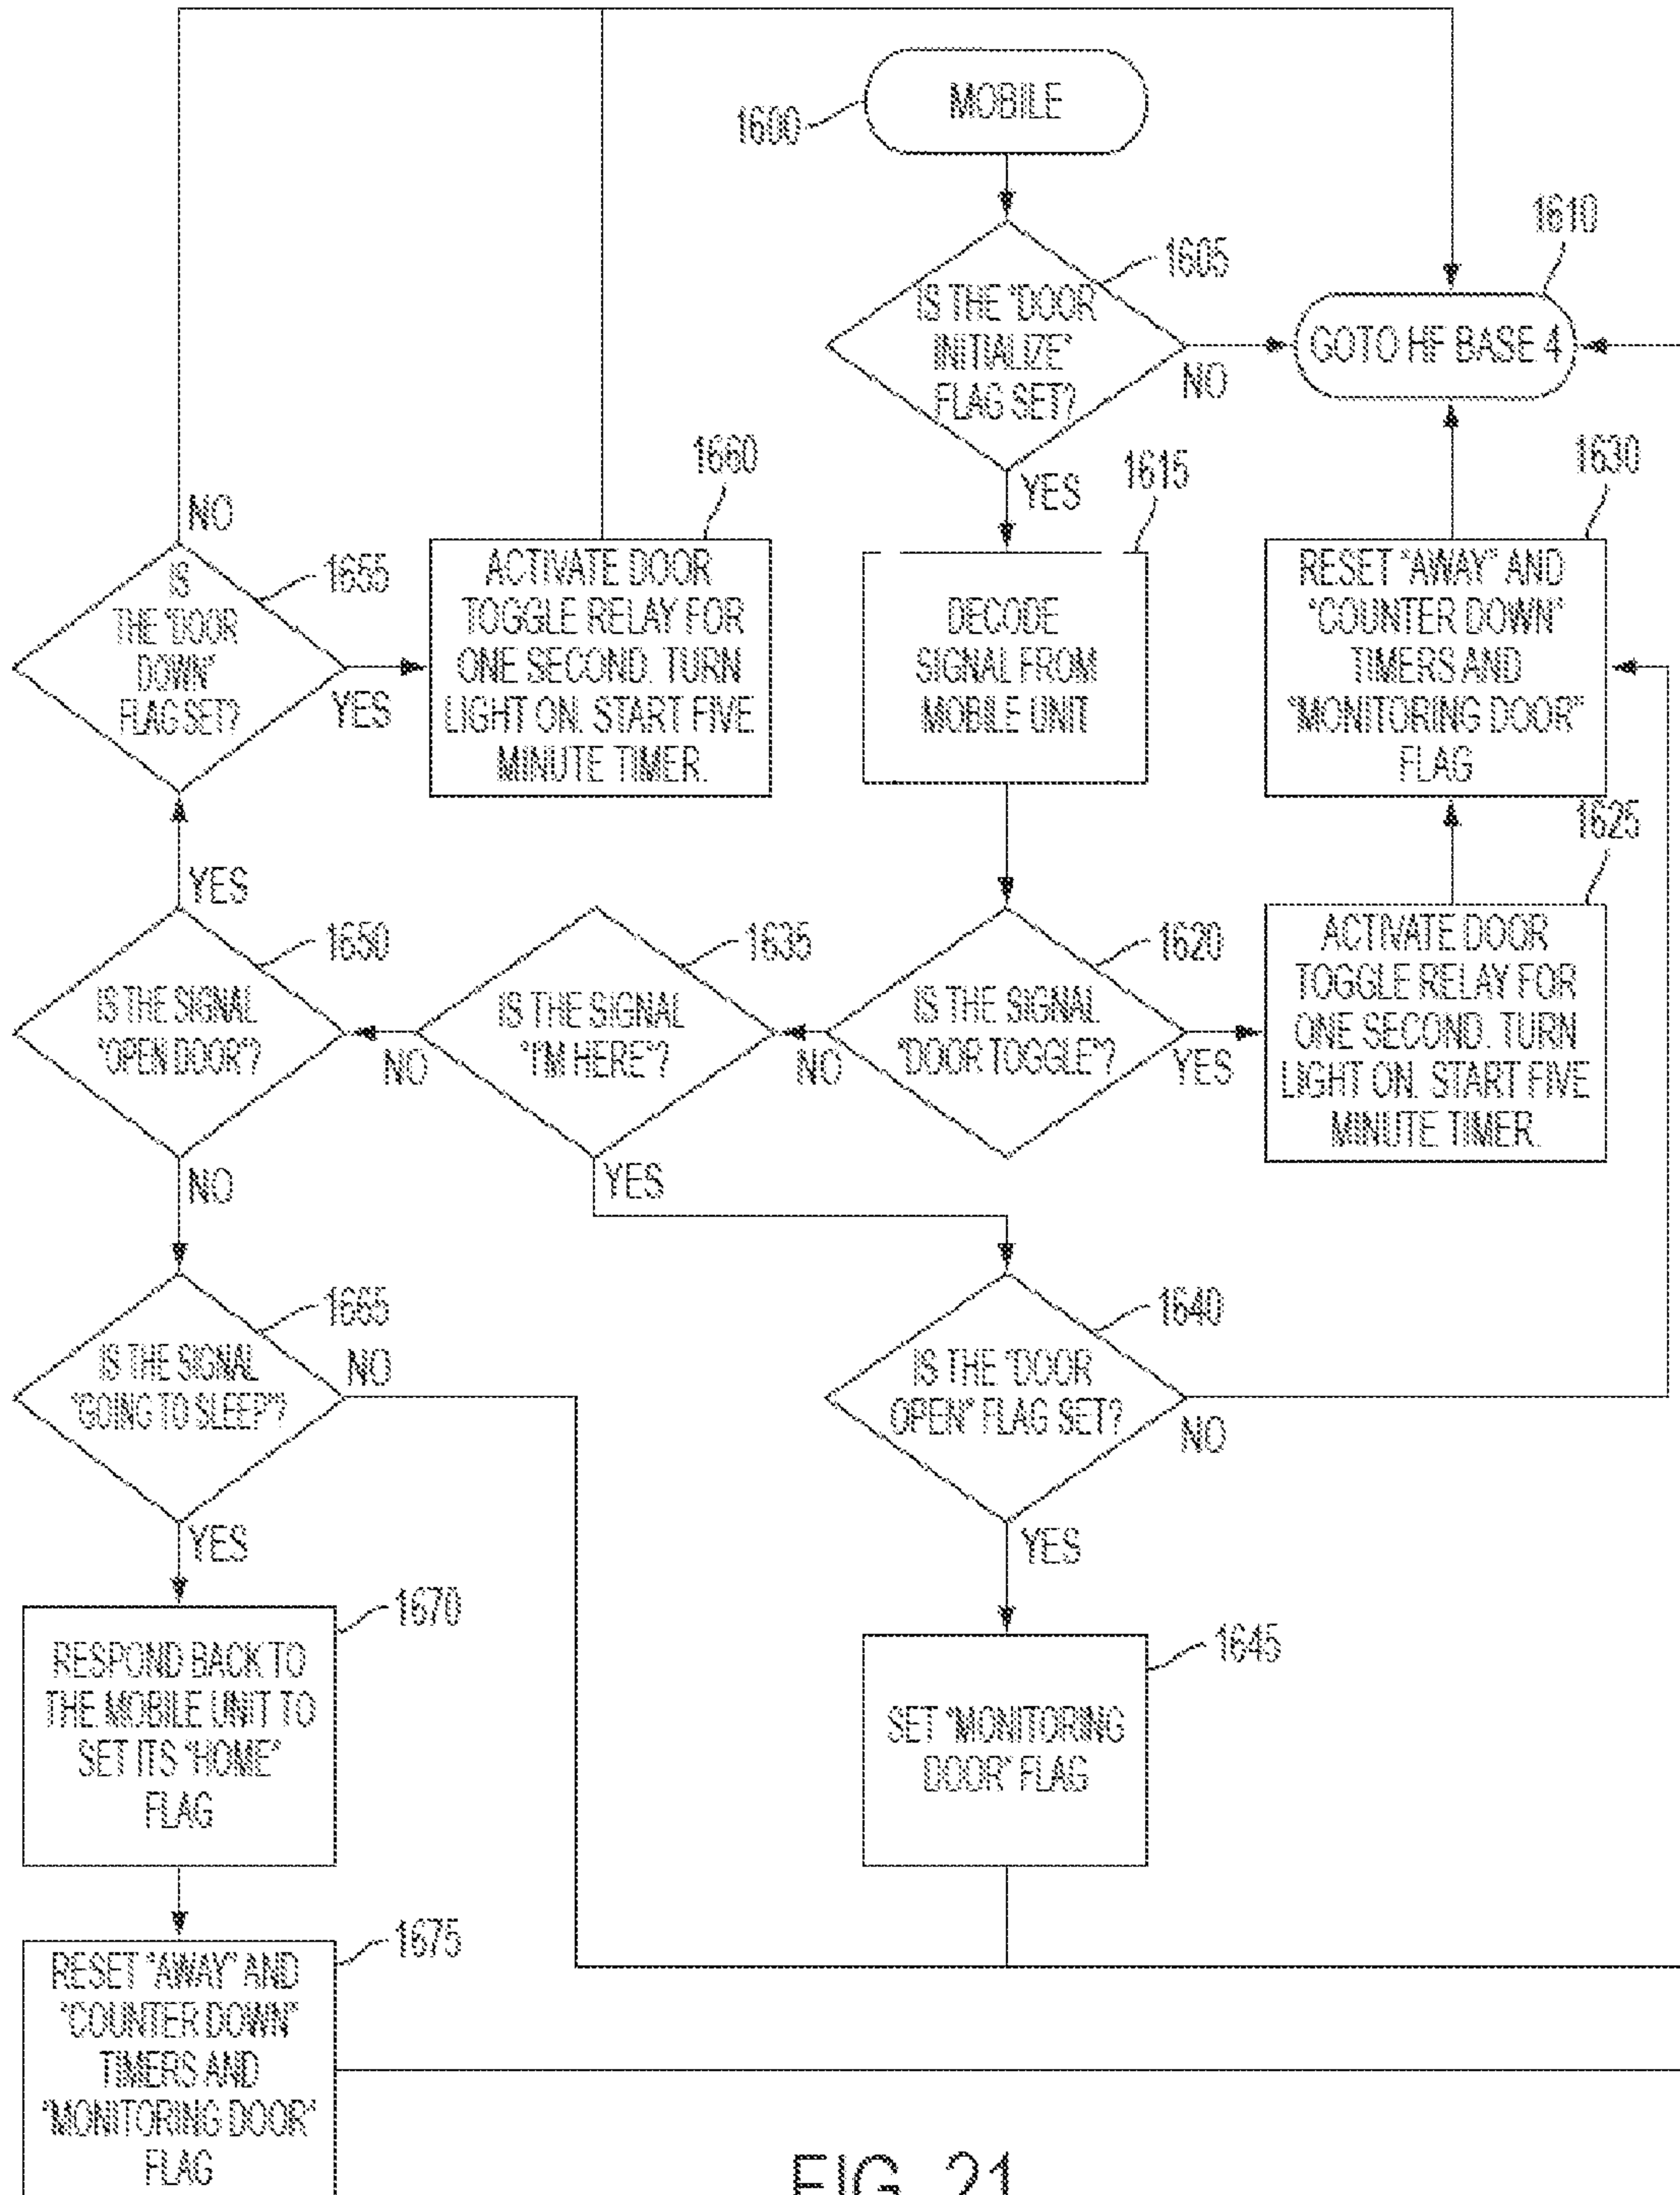 MOBILE
1600
1610
1605
IS THE "DOOR
INITIALIZE"
FLAG SET?
GOTO HF BASE 4
NO
YES
1615
1660
1630
NO
IS
THE "DOOR
DOWN"
FLAG SET?
1655
YES
ACTIVATE DOOR
TOGGLE RELAY FOR
ONE SECOND. TURN
LIGHT ON. START FIVE
MINUTE TIMER.
DECODE
SIGNAL FROM
MOBILE UNIT
RESET "AWAY" AND
"COUNTER DOWN"
TIMERS AND
"MONITORING DOOR"
FLAG
1625
YES
1650
IS THE SIGNAL
"OPEN DOOR"?
NO
1635
IS THE SIGNAL
"I'M HERE"?
NO
1620
IS THE SIGNAL
"DOOR TOGGLE"?
YES
ACTIVATE DOOR
TOGGLE RELAY FOR
ONE SECOND. TURN
LIGHT ON. START FIVE
MINUTE TIMER.
NO
YES
1665
IS THE SIGNAL
"GOING TO SLEEP"?
NO
1640
IS THE "DOOR
OPEN" FLAG SET?
NO
YES
YES
1670
RESPOND BACK TO
THE MOBILE UNIT TO
SET ITS "HOME"
FLAG
1645
SET "MONITORING
DOOR" FLAG
1675
RESET "AWAY" AND
"COUNTER DOWN"
TIMERS AND
"MONITORING DOOR"
FLAG
FIG. 21